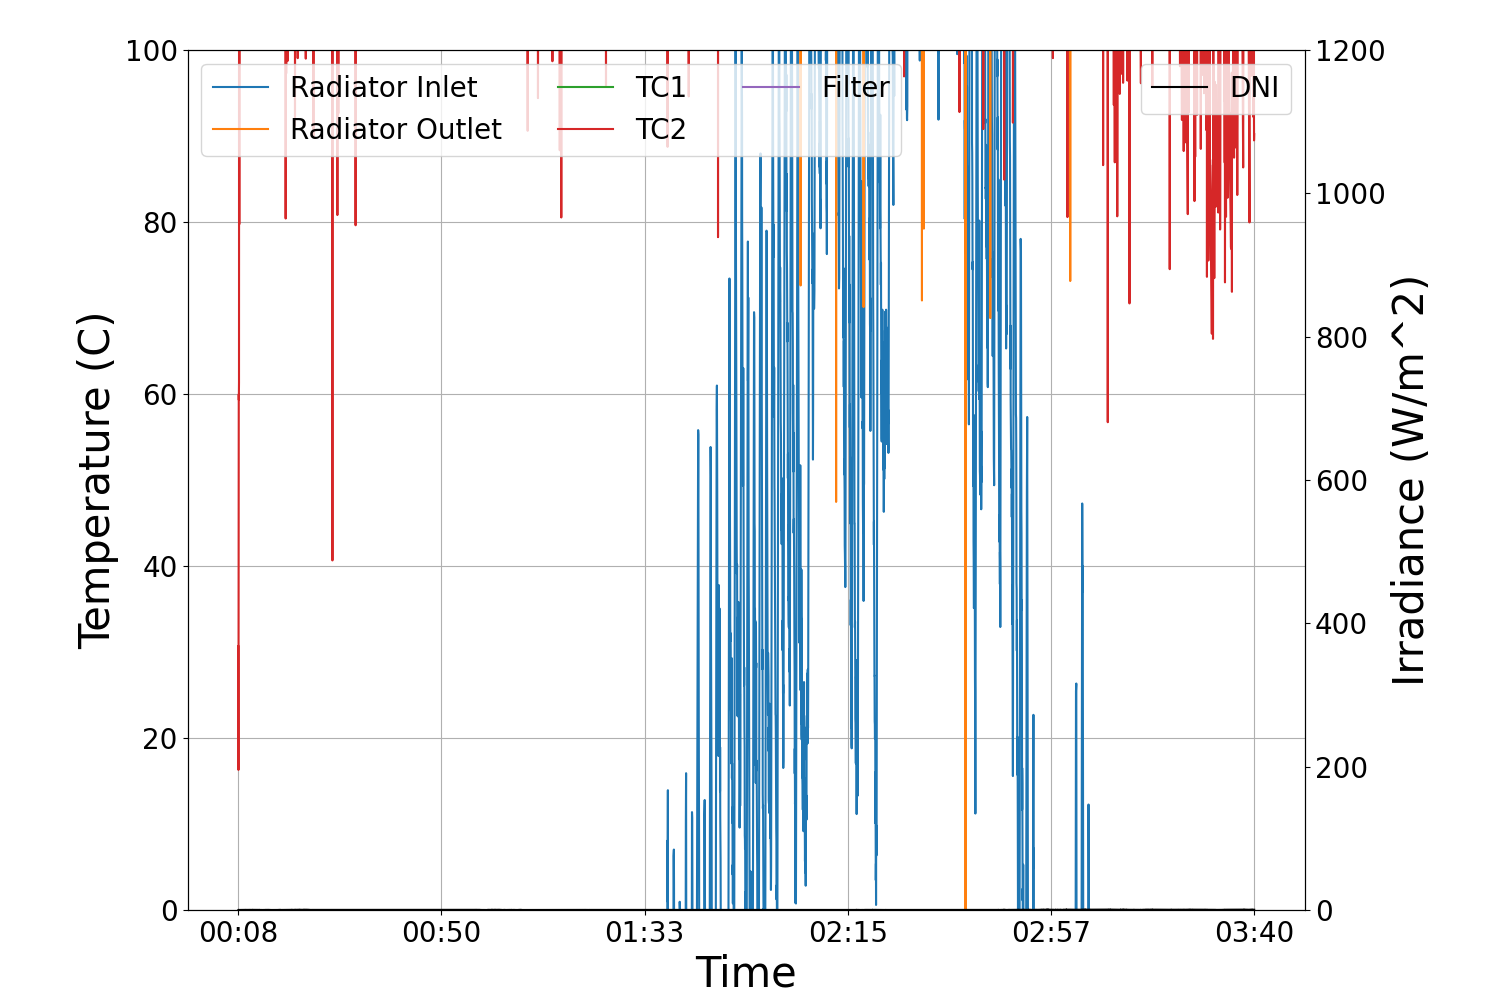 100
80
60
40
20
0
Temperature (C)
Radiator Inlet
Radiator Outlet
TC1
TC2
Filter
DNI
1200
1000
800
600
400
200
0
Irradiance (W/m^2)
00:08 00:50 01:33 02:15 02:57 03:40
Time